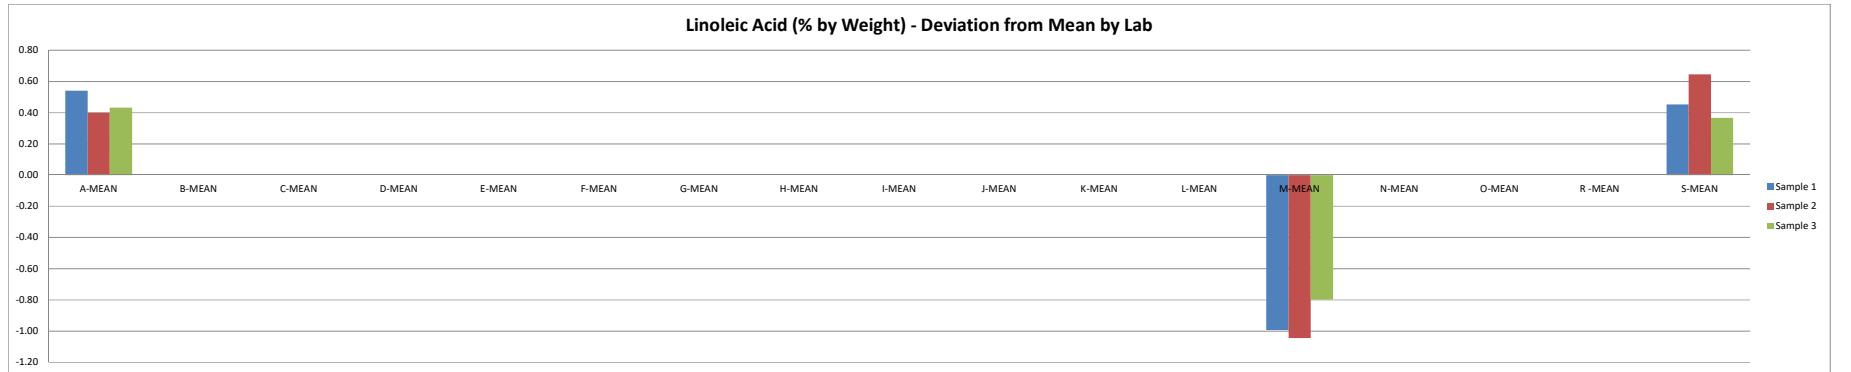 Linoleic Acid (% by Weight) - Deviation from Mean by Lab
0.80
0.60
0.40
0.20
0.00
A-MEAN B-MEAN C-MEAN D-MEAN E-MEAN F-MEAN G-MEAN H-MEAN I-MEAN J-MEAN K-MEAN L-MEAN M-MEAN N-MEAN O-MEAN R -MEAN S-MEAN
-0.20
-0.40
-0.60
-0.80
-1.00
-1.20
Sample 1
Sample 2
Sample 3